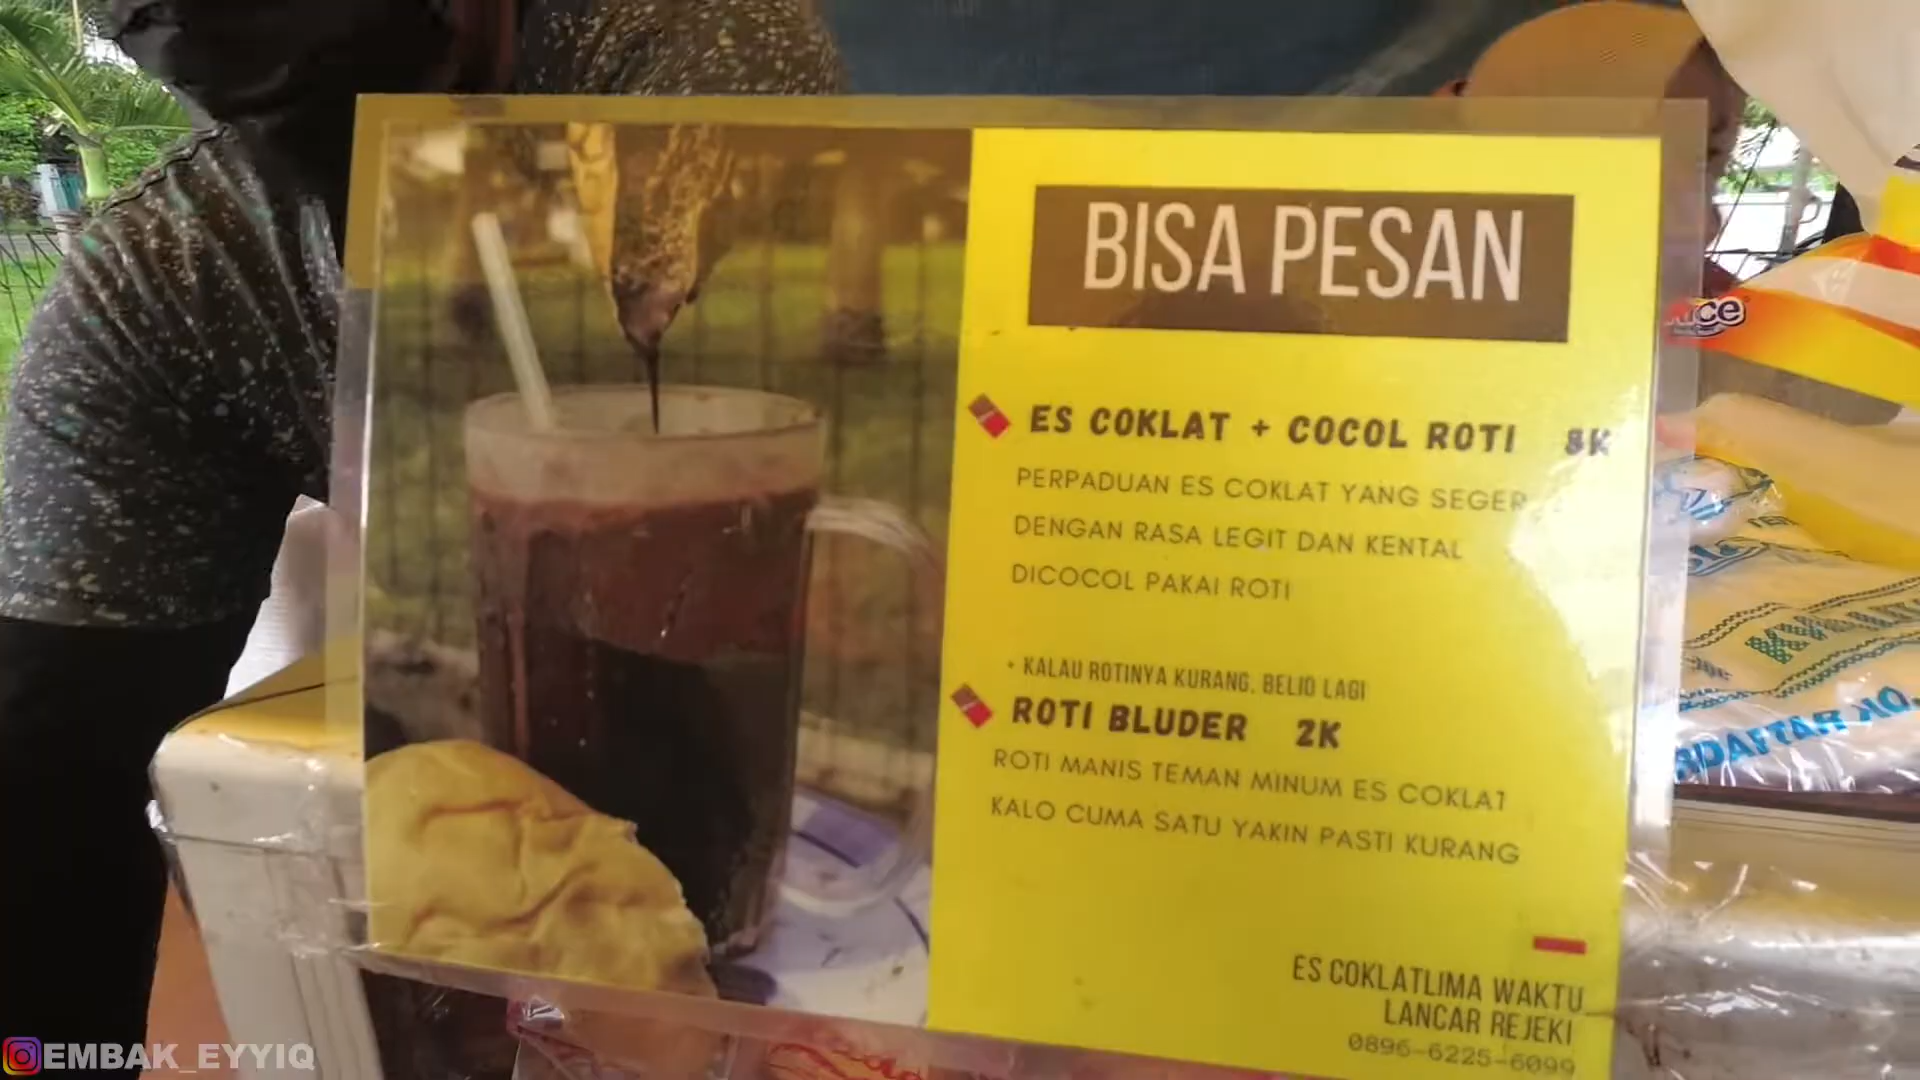 BISA PESAN
ES COKLAT + COCOL ROTI 8K
PERPADUAN ES COKLAT YANG SEGER
DENGAN RASA LEGIT DAN KENTAL
DICOCOL PAKAI ROTI
• KALAU ROTINYA KURANG, BELIO LAGI
ROTI BLUDER 2K
ROTI MANIS TEMAN MINUM ES COKLAT
KALO CUMA SATU YAKIN PASTI KURANG
ES COKLATLIMA WAKTU
LANCAR REJEKI
0896-6225-6099
EMBAK_EYYIQ